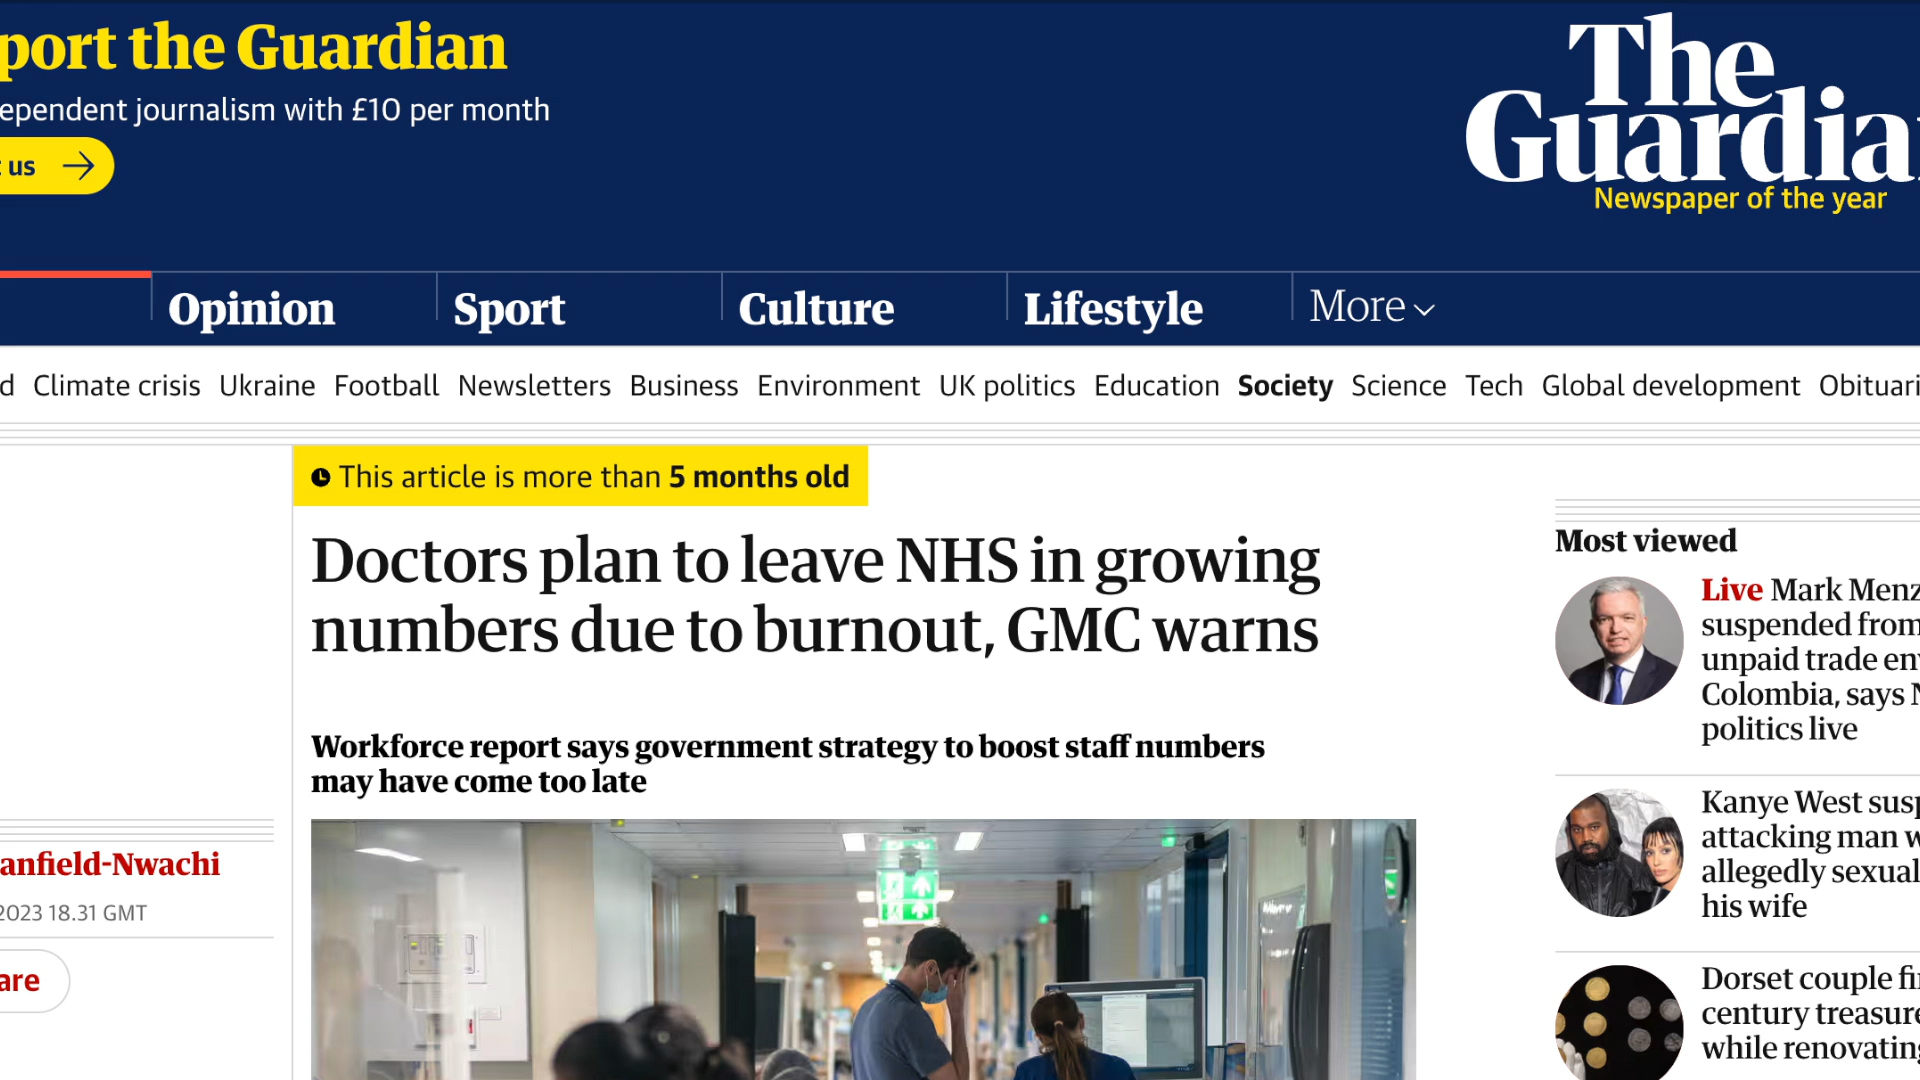 port the Guardian
ependent journalism with £10 per month
us →
The
Guardia
Newspaper of the year
Opinion
Sport
Culture
Lifestyle
More
d Climate crisis Ukraine Football Newsletters Business Environment UK politics Education Society Science Tech Global development Obituari
This article is more than 5 months old
Doctors plan to leave NHS in growing
numbers due to burnout, GMC warns
Workforce report says government strategy to boost staff numbers
may have come too late
anfield-Nwachi
2023 18.31 GMT
are
Most viewed
Live Mark Menz
suspended from
unpaid trade en
Colombia, says
politics live
Kanye West sus
attacking man w
allegedly sexual
his wife
Dorset couple fi
century treasure
while renovating